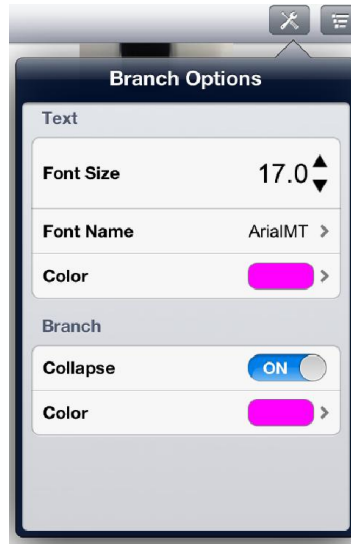 Branch Options
Text
Font Size 17.0
Font Name ArialMT >
Color >
Branch
Collapse ON
Color >